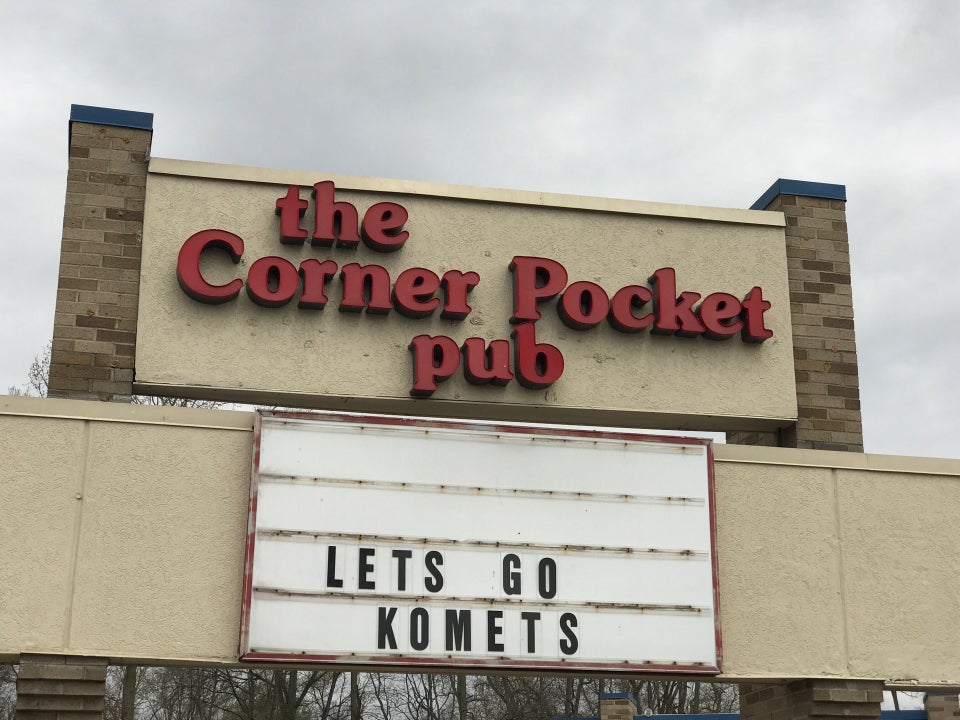 the
Corner Pocket
pub
LETS GO
KOMETS